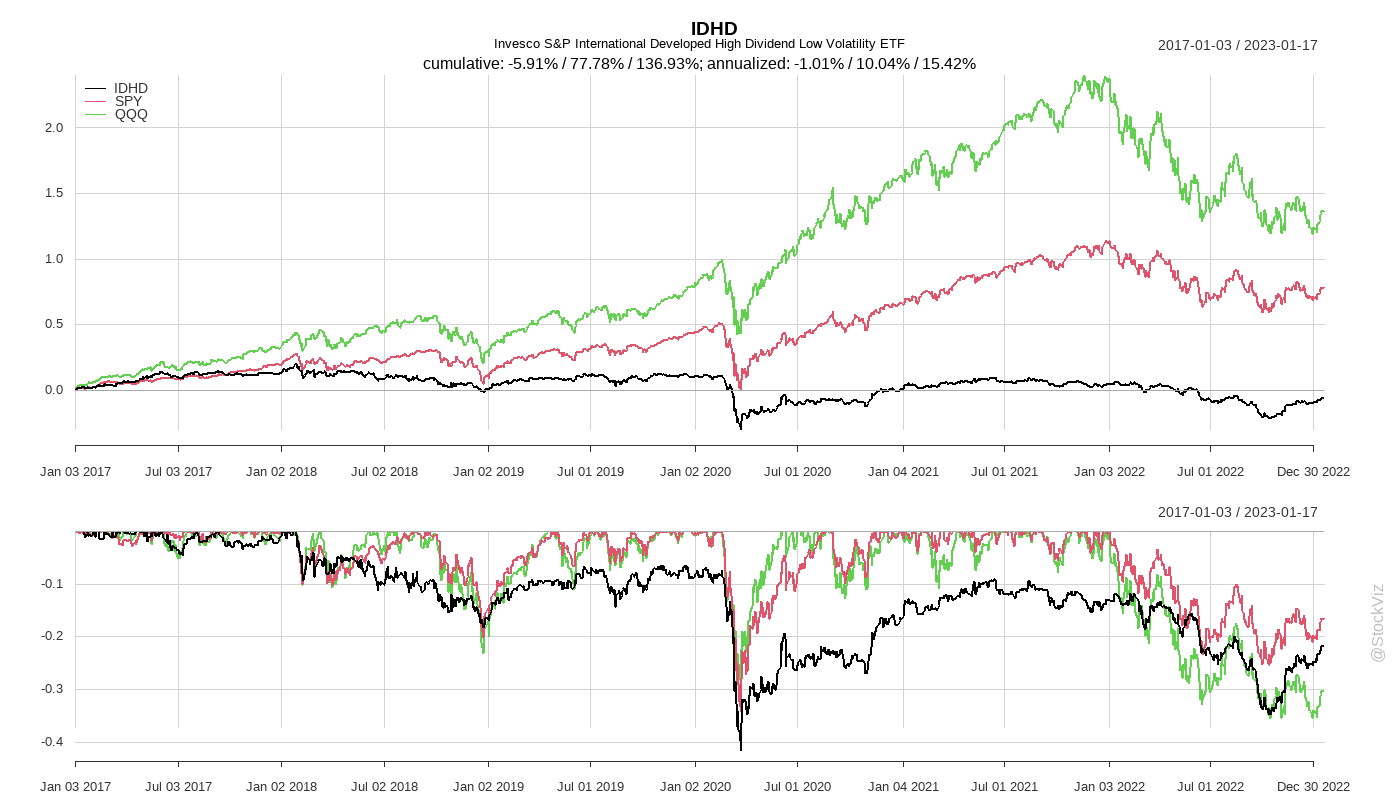 IDHD
Invesco S&P International Developed High Dividend Low Volatility ETF
2017-01-03 / 2023-01-17
cumulative: -5.91% / 77.78% / 136.93%; annualized: -1.01% / 10.04% / 15.42%
IDHD
SPY
QQQ
2.0
1.5
1.0
0.5
0.0
Jan 03 2017 Jul 03 2017 Jan 02 2018 Jul 02 2018 Jan 02 2019 Jul 01 2019 Jan 02 2020 Jul 01 2020 Jan 04 2021 Jul 01 2021 Jan 03 2022 Jul 01 2022 Dec 30 2022
2017-01-03 / 2023-01-17
-0.1
-0.2
-0.3
-0.4
Jan 03 2017 Jul 03 2017 Jan 02 2018 Jul 02 2018 Jan 02 2019 Jul 01 2019 Jan 02 2020 Jul 01 2020 Jan 04 2021 Jul 01 2021 Jan 03 2022 Jul 01 2022 Dec 30 2022
@StockViz